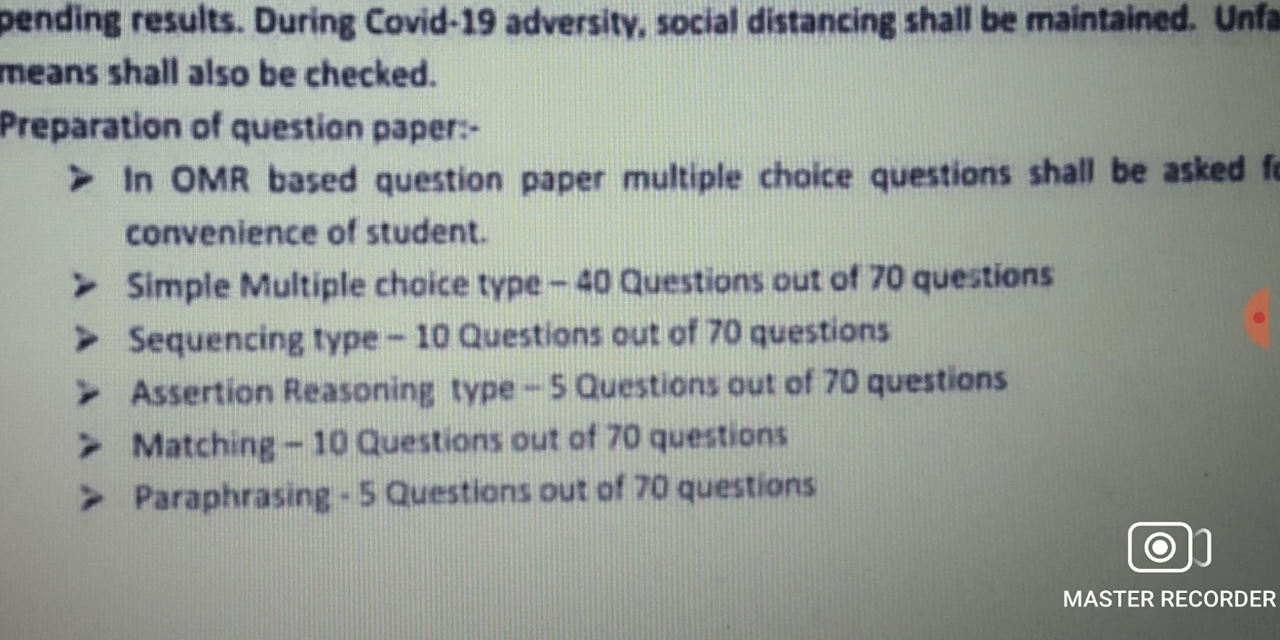 pending results. During Covid-19 adversity, social distancing shall be maintained. Unfa
means shall also be checked.
Preparation of question paper:-
➤ In OMR based question paper multiple choice questions shall be asked fo
convenience of student.
➤ Simple Multiple choice type – 40 Questions out of 70 questions
➤ Sequencing type – 10 Questions out of 70 questions
➤ Assertion Reasoning type – 5 Questions out of 70 questions
➤ Matching – 10 Questions out of 70 questions
➤ Paraphrasing - 5 Questions out of 70 questions
MASTER RECORDER